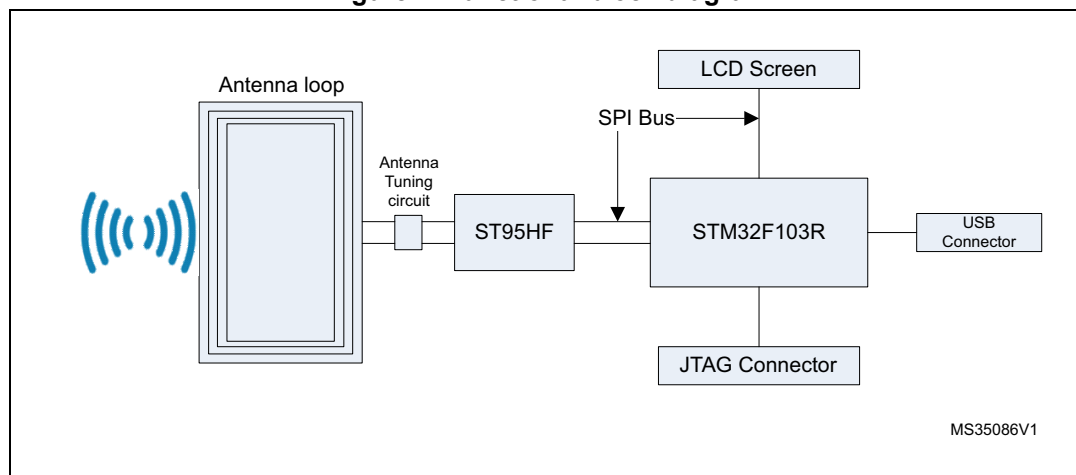 LCD Screen
Antenna loop
SPI Bus
Antenna
Tuning
circuit
ST95HF
STM32F103R
USB
Connector
JTAG Connector
MS35086V1